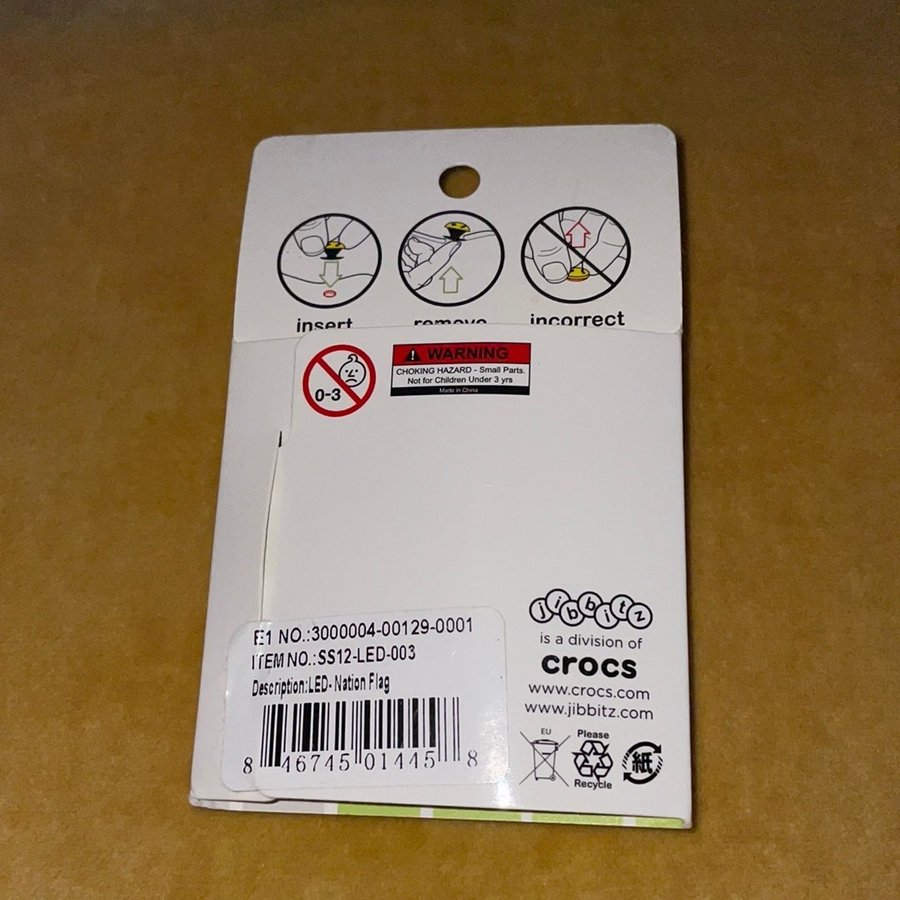 insert remove incorrect
0-3
WARNING
CHOKING HAZARD - Small Parts.
Not for Children Under 3 yrs
Made in China
jibbitz
is a division of
crocs
www.crocs.com
www.jibbitz.com
E1 NO.:3000004-00129-0001
ITEM NO.:SS12-LED-003
Description:LED- Nation Flag
8 46745 01445 8
EU
Please
Recycle
紙